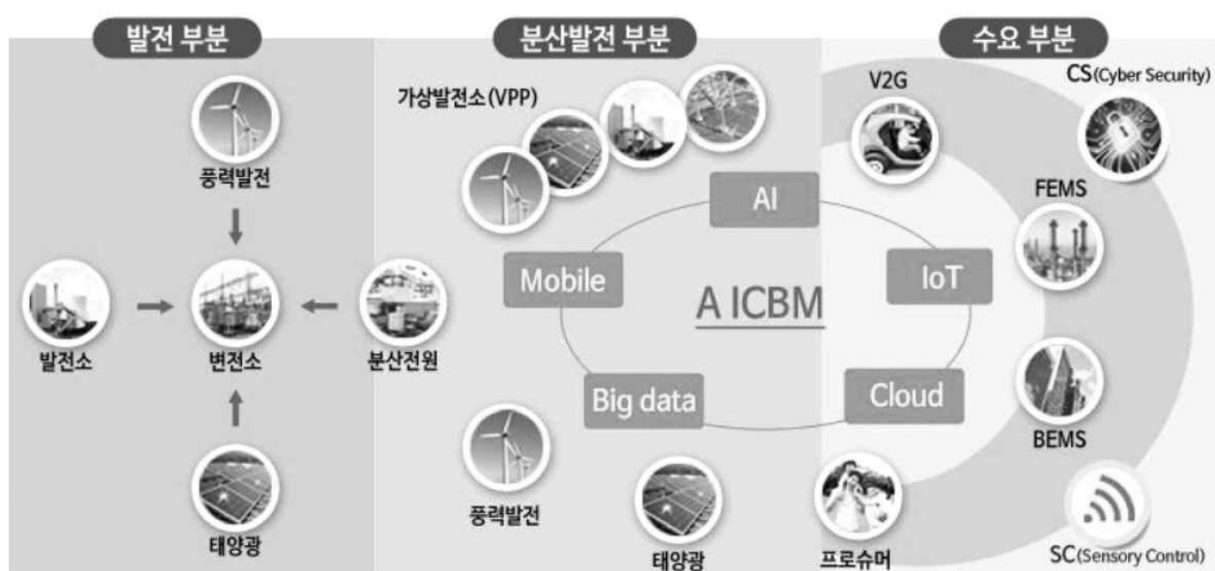 발전 부분
분산발전 부분
수요 부분
가상발전소(VPP)
V2G
CS(Cyber Security)
풍력발전
AI
FEMS
Mobile
IoT
A ICBM
발전소
변전소
분산전원
Big data
Cloud
BEMS
풍력발전
태양광
태양광
프로슈머
SC(Sensory Control)